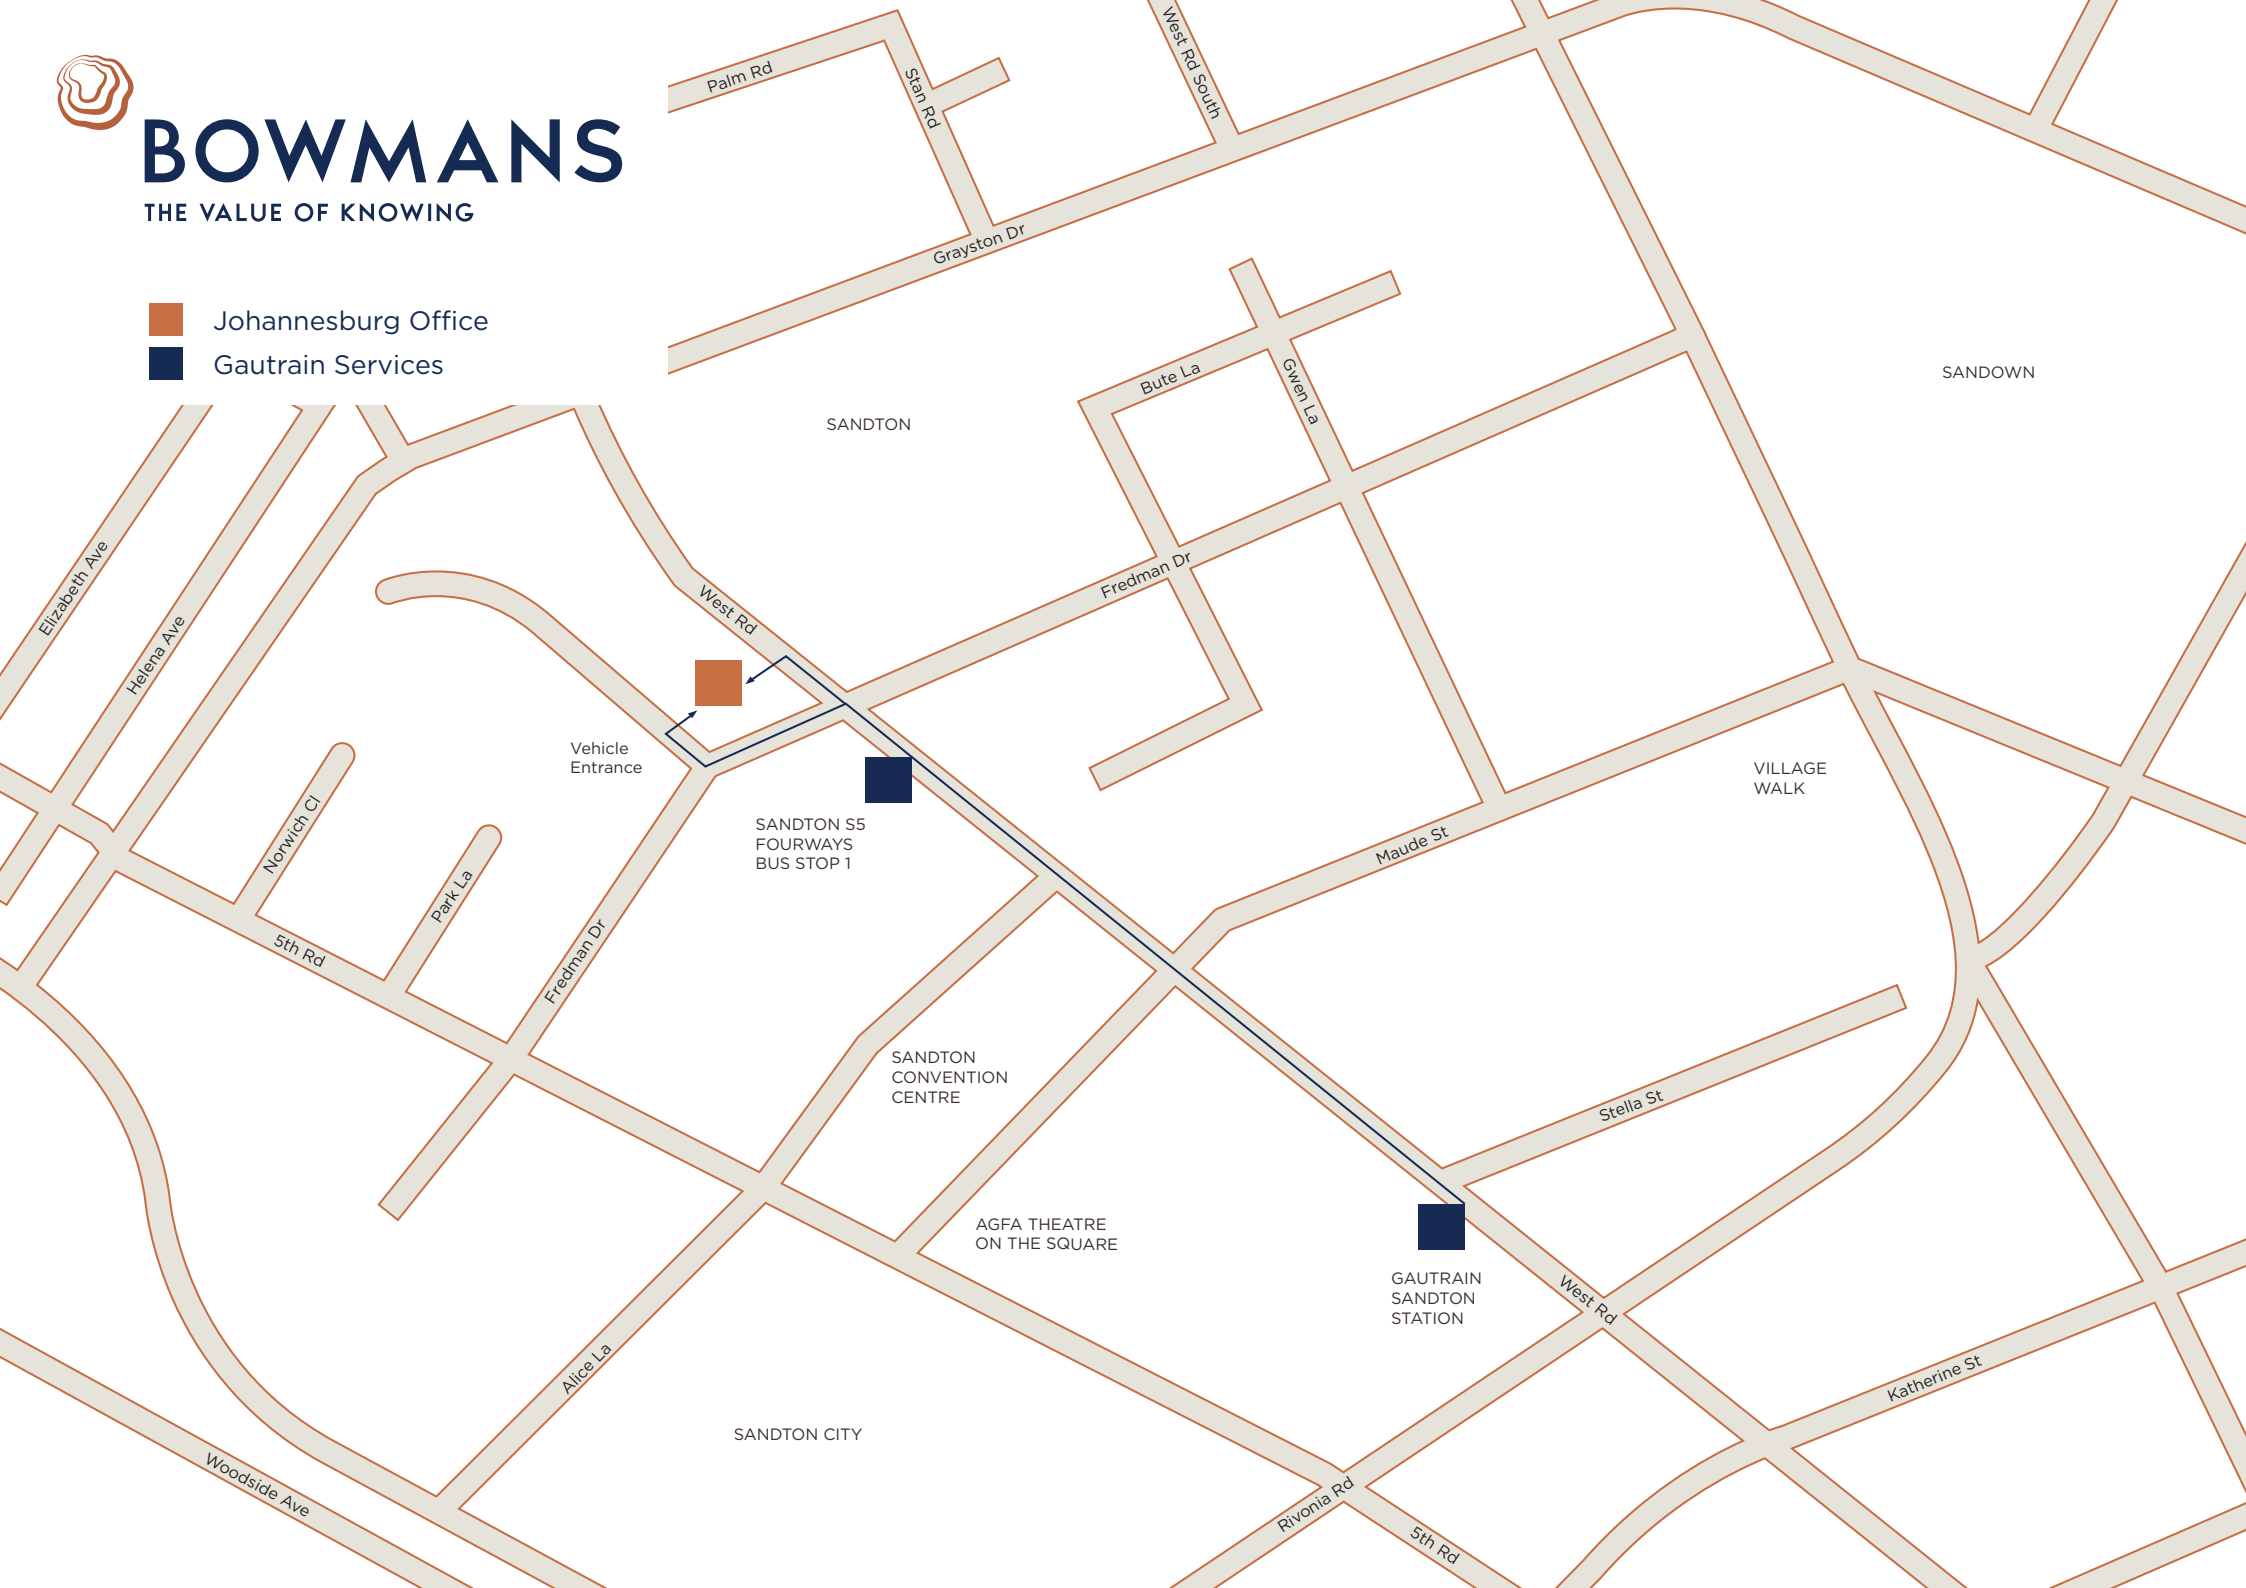 BOWMANS
THE VALUE OF KNOWING
Johannesburg Office
Gautrain Services
Palm Rd
Stan Rd
West Rd South
Grayston Dr
SANDTON
Bute La
Gwen La
SANDOWN
Elizabeth Ave
Helena Ave
West Rd
Fredman Dr
Vehicle
Entrance
SANDTON S5
FOURWAYS
BUS STOP 1
Maude St
VILLAGE
WALK
Norwich Cl
Park La
5th Rd
Fredman Dr
SANDTON
CONVENTION
CENTRE
Stella St
AGFA THEATRE
ON THE SQUARE
GAUTRAIN
SANDTON
STATION
West Rd
Alice La
Katherine St
SANDTON CITY
Woodside Ave
Rivonia Rd
5th Rd